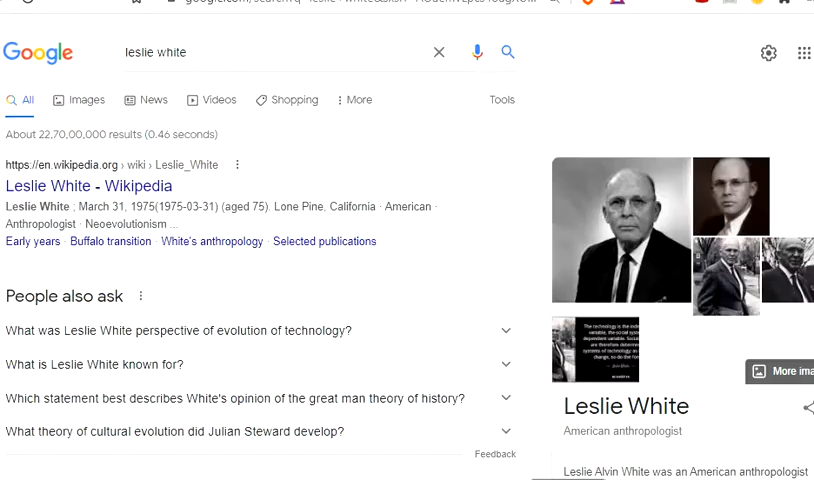 Google
leslie white
All Images News Videos Shopping More Tools
About 22,70,00,000 results (0.46 seconds)
https://en.wikipedia.org › wiki › Leslie_White
Leslie White - Wikipedia
Leslie White ; March 31, 1975(1975-03-31) (aged 75). Lone Pine, California · American ·
Anthropologist · Neoevolutionism ...
Early years · Buffalo transition · White's anthropology · Selected publications
People also ask
What was Leslie White perspective of evolution of technology?
What is Leslie White known for?
Which statement best describes White's opinion of the great man theory of history?
What theory of cultural evolution did Julian Steward develop?
Feedback
More ima
Leslie White
American anthropologist
Leslie Alvin White was an American anthropologist